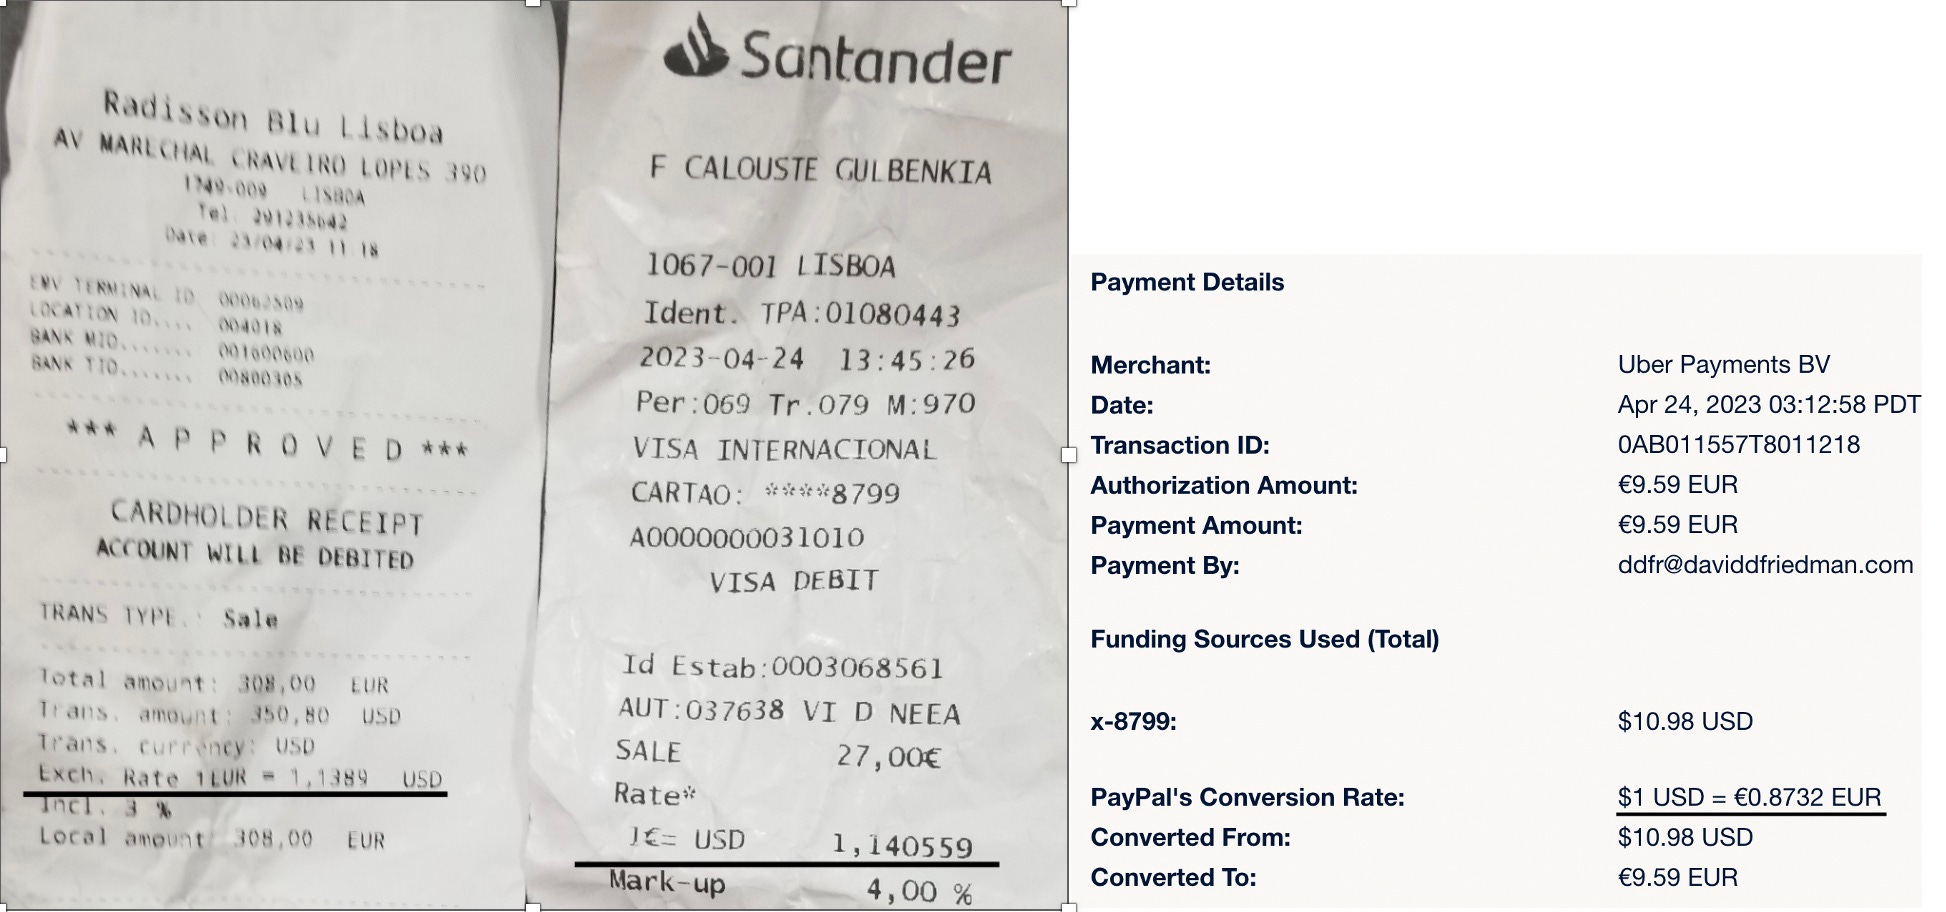 Radisson Blu Lisboa
AV MARECHAL CRAVEIRO LOPES 390
1749-009 LISBOA
Tel. 291235642
Date: 23/04/23 11:18
EMV TERMINAL ID. 00062509
LOCATION ID.... 004018
BANK MID....... 001600600
BANK TID....... 00800305
*** A P P R O V E D ***
CARDHOLDER RECEIPT
ACCOUNT WILL BE DEBITED
TRANS TYPE.: Sale
Total amount: 308,00 EUR
Trans. amount: 350,80 USD
Trans. currency: USD
Exch. Rate 1EUR = 1,1389 USD
Incl. 3 %
Local amount 308,00 EUR
Santander
F CALOUSTE GULBENKIA
1067-001 LISBOA
Ident. TPA:01080443
2023-04-24 13:45:26
Per:069 Tr.079 M:970
VISA INTERNACIONAL
CARTAO: ****8799
A0000000031010
VISA DEBIT
Id Estab:0003068561
AUT:037638 VI D NEEA
SALE 27,00€
Rate*
1€= USD 1,140559
Mark-up 4,00 %
Payment Details
Merchant: Uber Payments BV
Date: Apr 24, 2023 03:12:58 PDT
Transaction ID: 0AB011557T8011218
Authorization Amount: €9.59 EUR
Payment Amount: €9.59 EUR
Payment By: ddfr@daviddfriedman.com
Funding Sources Used (Total)
x-8799: $10.98 USD
PayPal's Conversion Rate: $1 USD = €0.8732 EUR
Converted From: $10.98 USD
Converted To: €9.59 EUR